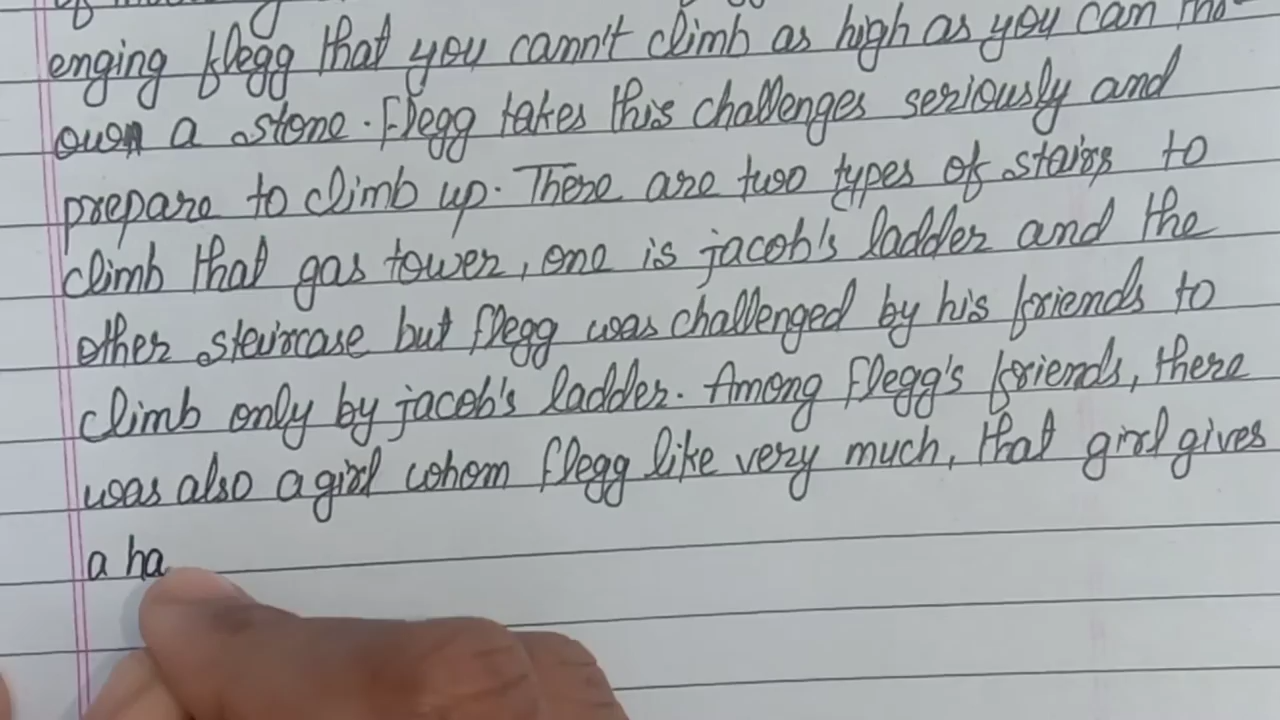 enging flegg that you camn't climb as high as you can
own a stone. Flegg takes this challenges seriously and
prepare to climb up. There are two types of stairs to
climb that gas tower, one is jacob's ladder and the
other staircase but flegg was challenged by his friends to
climb only by jacob's ladder. Among Flegg's friends, there
was also a girl whom flegg like very much, that girl gives
a ha